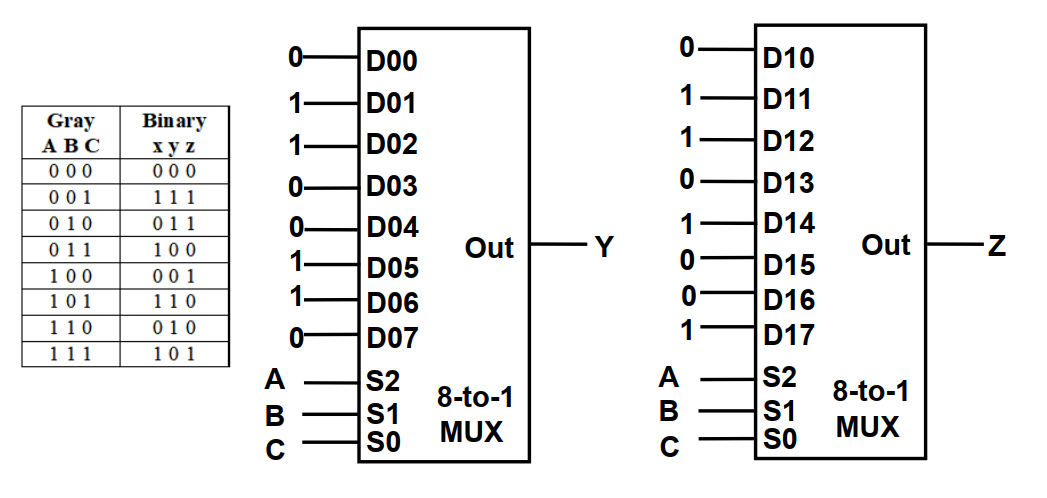 Gray Binary
A B C x y z
0 0 0 0 0 0
0 0 1 1 1 1
0 1 0 0 1 1
0 1 1 1 0 0
1 0 0 0 0 1
1 0 1 1 1 0
1 1 0 0 1 0
1 1 1 1 0 1
0 D00
1 D01
1 D02
0 D03
0 D04
Out Y
1 D05
1 D06
0 D07
A S2
8-to-1
B S1
MUX
C S0
0 D10
1 D11
1 D12
0 D13
1 D14
Out Z
0 D15
0 D16
1 D17
A S2
8-to-1
B S1
MUX
C S0